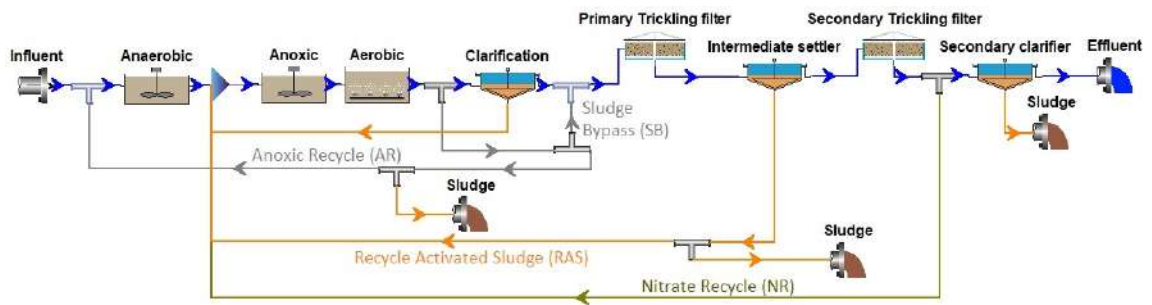 Primary Trickling filter
Secondary Trickling filter
Influent
Anaerobic
Anoxic
Aerobic
Clarification
Intermediate settler
Secondary clarifier
Effluent
Sludge
Bypass (SB)
Sludge
Anoxic Recycle (AR)
Sludge
Sludge
Recycle Activated Sludge (RAS)
Nitrate Recycle (NR)